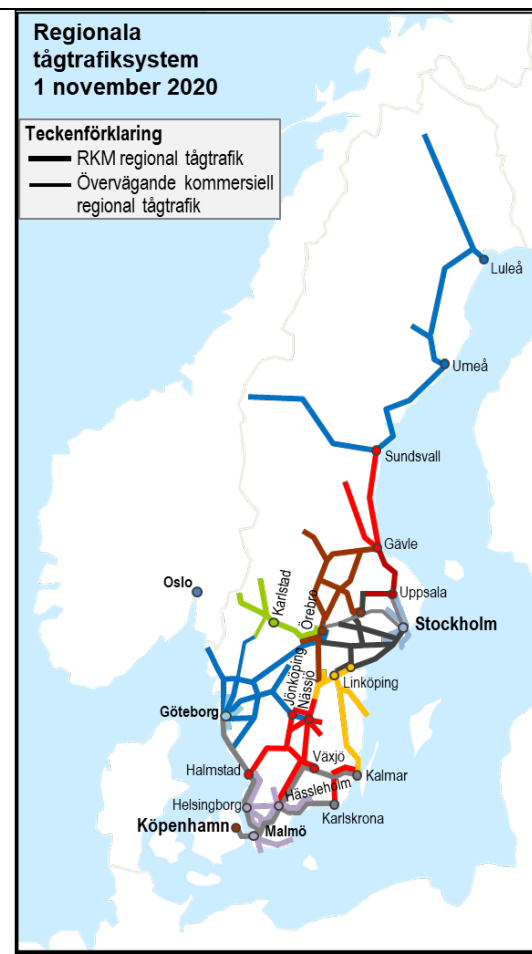 Regionala
tågtrafiksystem
1 november 2020
Teckenförklaring
RKM regional tågtrafik
Övervägande kommersiell
regional tågtrafik
Luleå
Umeå
Sundsvall
Gävle
Oslo
Karlstad
Örebro
Uppsala
Stockholm
Jönköping
Nässjö
Linköping
Göteborg
Halmstad
Växjö
Kalmar
Helsingborg
Hässleholm
Karlskrona
Köpenhamn
Malmö